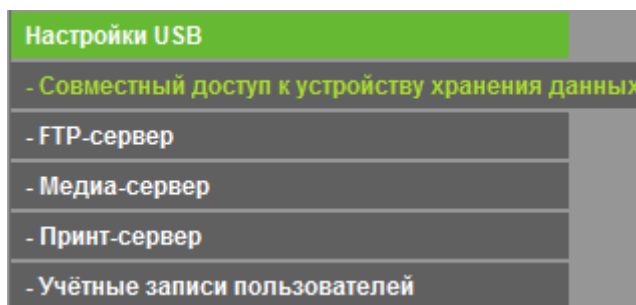 Настройки USB
- Совместный доступ к устройству хранения данных
- FTP-сервер
- Медиа-сервер
- Принт-сервер
- Учётные записи пользователей